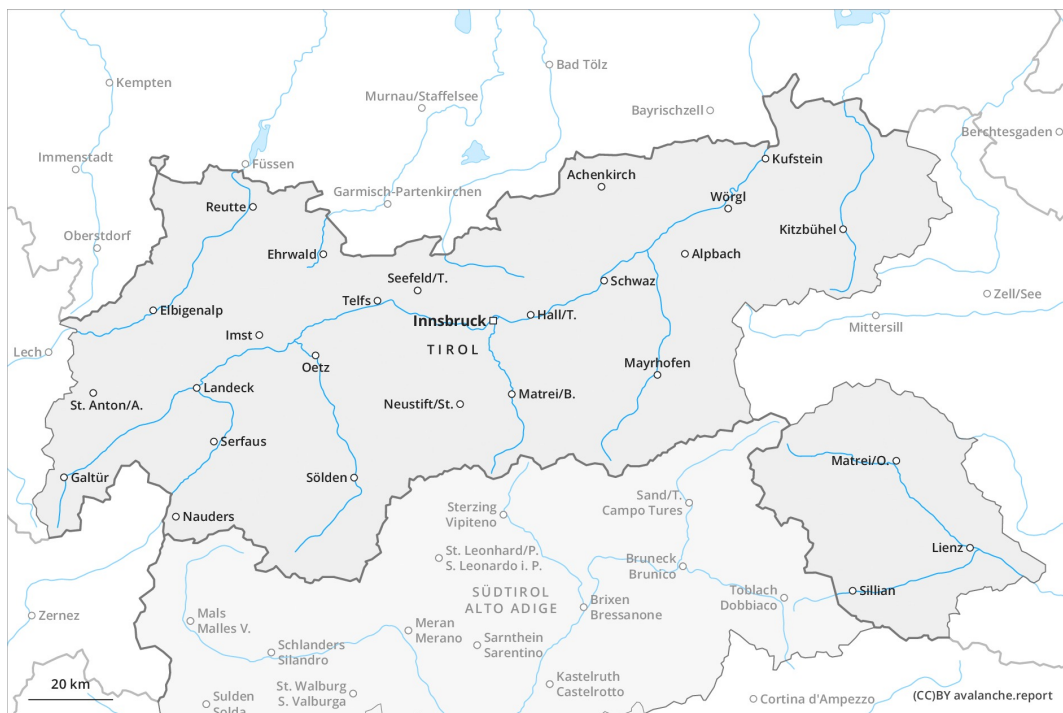 Kempten
Bad Tölz
Murnau/Staffelsee
Bayrischzell
Berchtesgaden
Immenstadt
Füssen
Kufstein
Achenkirch
Garmisch-Partenkirchen
Wörgl
Reutte
Kitzbühel
Oberstdorf
Ehrwald
Alpbach
Seefeld/T.
Schwaz
Zell/See
Telfs
Elbigenalp
Hall/T.
Innsbruck
Mittersill
Imst
TIROL
Lech
Oetz
Mayrhofen
Landeck
Matrei/B.
St. Anton/A.
Neustift/St.
Serfaus
Matrei/O.
Galtür
Sölden
Sand/T.
Campo Tures
Sterzing
Vipiteno
Nauders
Lienz
St. Leonhard/P.
S. Leonardo i. P.
Bruneck
Brunico
SÜDTIROL
ALTO ADIGE
Sillian
Toblach
Dobbiaco
Brixen
Bressanone
Zernez
Mals
Malles V.
Meran
Merano
Sarnthein
Sarentino
Schlanders
Silandro
Kastelruth
Castelrotto
20 km
St. Walburg
S. Valburga
Sulden
Solda
Cortina d'Ampezzo
(CC)BY avalanche.report